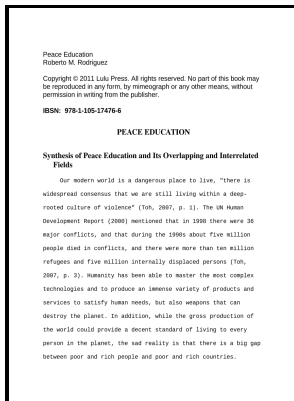 Peace Education
Roberto M. Rodriguez
Copyright © 2011 Lulu Press. All rights reserved. No part of this book may
be reproduced in any form, by mimeograph or any other means, without
permission in writing from the publisher.
IBSN: 978-1-105-17476-6
PEACE EDUCATION
Synthesis of Peace Education and Its Overlapping and Interrelated
Fields
Our modern world is a dangerous place to live, "there is
widespread consensus that we are still living within a deep-
rooted culture of violence" (Toh, 2007, p. 1). The UN Human
Development Report (2000) mentioned that in 1998 there were 36
major conflicts, and that during the 1990s about five million
people died in conflicts, and there were more than ten million
refugees and five million internally displaced persons (Toh,
2007, p. 3). Humanity has been able to master the most complex
technologies and to produce an immense variety of products and
services to satisfy human needs, but also weapons that can
destroy the planet. In addition, while the gross production of
the world could provide a decent standard of living to every
person in the planet, the sad reality is that there is a big gap
between poor and rich people and poor and rich countries.